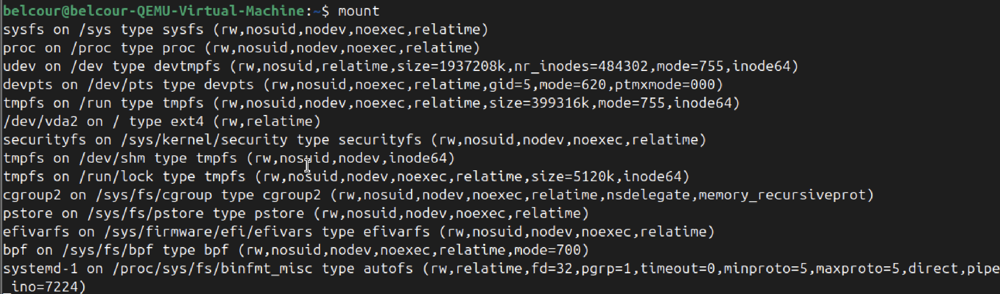 belcour@belcour-QEMU-Virtual-Machine:~$ mount
sysfs on /sys type sysfs (rw,nosuid,nodev,noexec,relatime)
proc on /proc type proc (rw,nosuid,nodev,noexec,relatime)
udev on /dev type devtmpfs (rw,nosuid,relatime,size=1937208k,nr_inodes=484302,mode=755,inode64)
devpts on /dev/pts type devpts (rw,nosuid,noexec,relatime,gid=5,mode=620,ptmxmode=000)
tmpfs on /run type tmpfs (rw,nosuid,nodev,noexec,relatime,size=399316k,mode=755,inode64)
/dev/vda2 on / type ext4 (rw,relatime)
securityfs on /sys/kernel/security type securityfs (rw,nosuid,nodev,noexec,relatime)
tmpfs on /dev/shm type tmpfs (rw,nosuid,nodev,inode64)
tmpfs on /run/lock type tmpfs (rw,nosuid,nodev,noexec,relatime,size=5120k,inode64)
cgroup2 on /sys/fs/cgroup type cgroup2 (rw,nosuid,nodev,noexec,relatime,nsdelegate,memory_recursiveprot)
pstore on /sys/fs/pstore type pstore (rw,nosuid,nodev,noexec,relatime)
efivarfs on /sys/firmware/efi/efivars type efivarfs (rw,nosuid,nodev,noexec,relatime)
bpf on /sys/fs/bpf type bpf (rw,nosuid,nodev,noexec,relatime,mode=700)
systemd-1 on /proc/sys/fs/binfmt_misc type autofs (rw,relatime,fd=32,pgrp=1,timeout=0,minproto=5,maxproto=5,direct,pipe
_ino=7224)